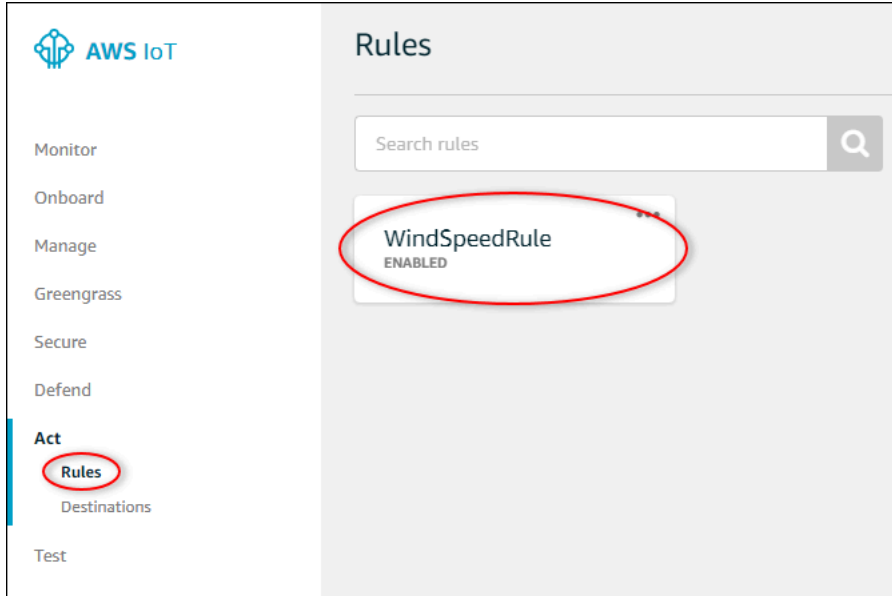 AWS IoT
Monitor
Onboard
Manage
Greengrass
Secure
Defend
Act
Rules
Destinations
Test
Rules
Search rules
WindSpeedRule
ENABLED